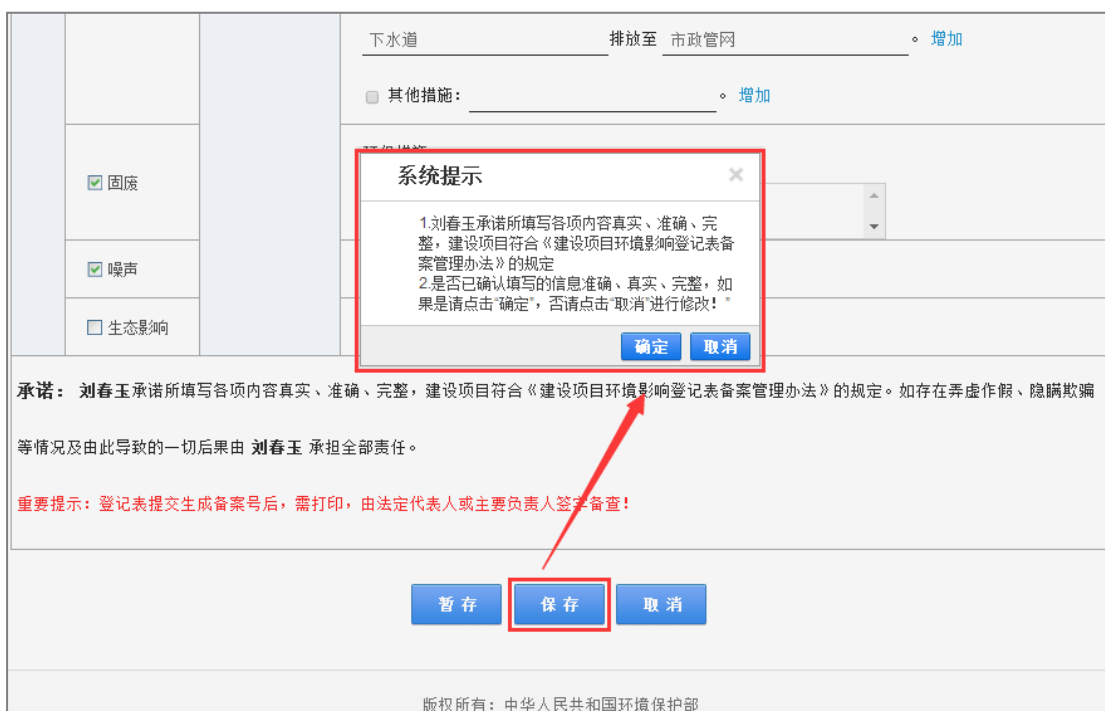 下水道 排放至 市政管网 。 增加
其他措施： 。 增加
环保措施
固废
系统提示 ×
1.刘春玉承诺所填写各项内容真实、准确、完
整，建设项目符合《建设项目环境影响登记表备
案管理办法》的规定
2.是否已确认填写的信息准确、真实、完整，如
果是请点击“确定”，否请点击“取消”进行修改！”
确定 取消
噪声
生态影响
承诺： 刘春玉承诺所填写各项内容真实、准确、完整，建设项目符合《建设项目环境影响登记表备案管理办法》的规定。如存在弄虚作假、隐瞒欺骗
等情况及由此导致的一切后果由 刘春玉 承担全部责任。
重要提示：登记表提交生成备案号后，需打印，由法定代表人或主要负责人签字备查！
暂存 保存 取消
版权所有：中华人民共和国环境保护部